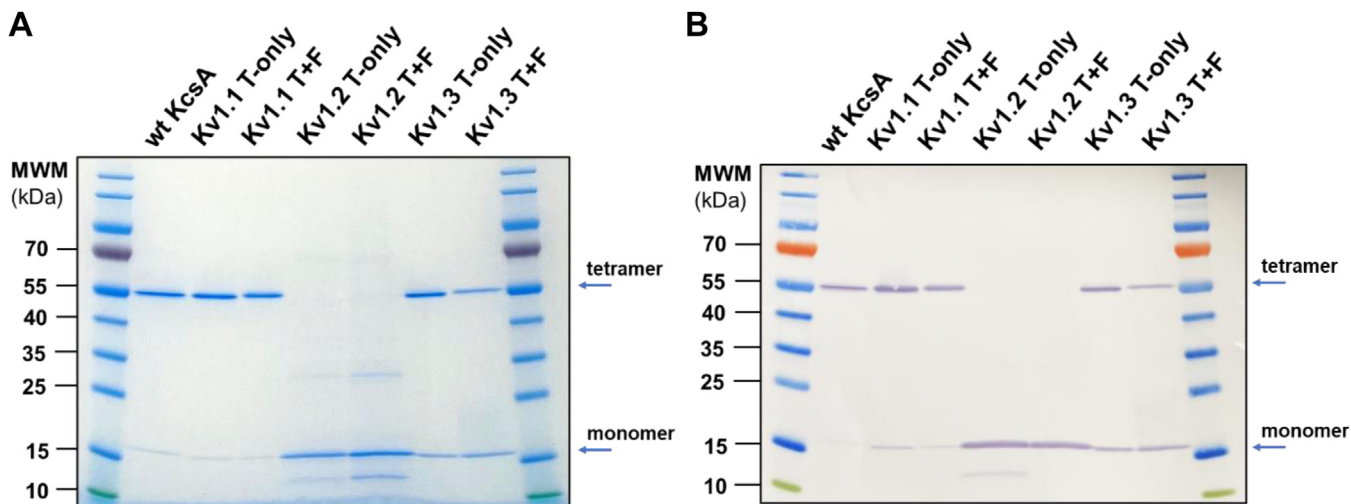 A
wt KcsA
Kv1.1 T-only
Kv1.1 T+F
Kv1.2 T-only
Kv1.2 T+F
Kv1.3 T-only
Kv1.3 T+F
MWM
(kDa)
70
55
40
35
25
15
10
tetramer
monomer
B
wt KcsA
Kv1.1 T-only
Kv1.1 T+F
Kv1.2 T-only
Kv1.2 T+F
Kv1.3 T-only
Kv1.3 T+F
MWM
(kDa)
70
55
40
35
25
15
10
tetramer
monomer